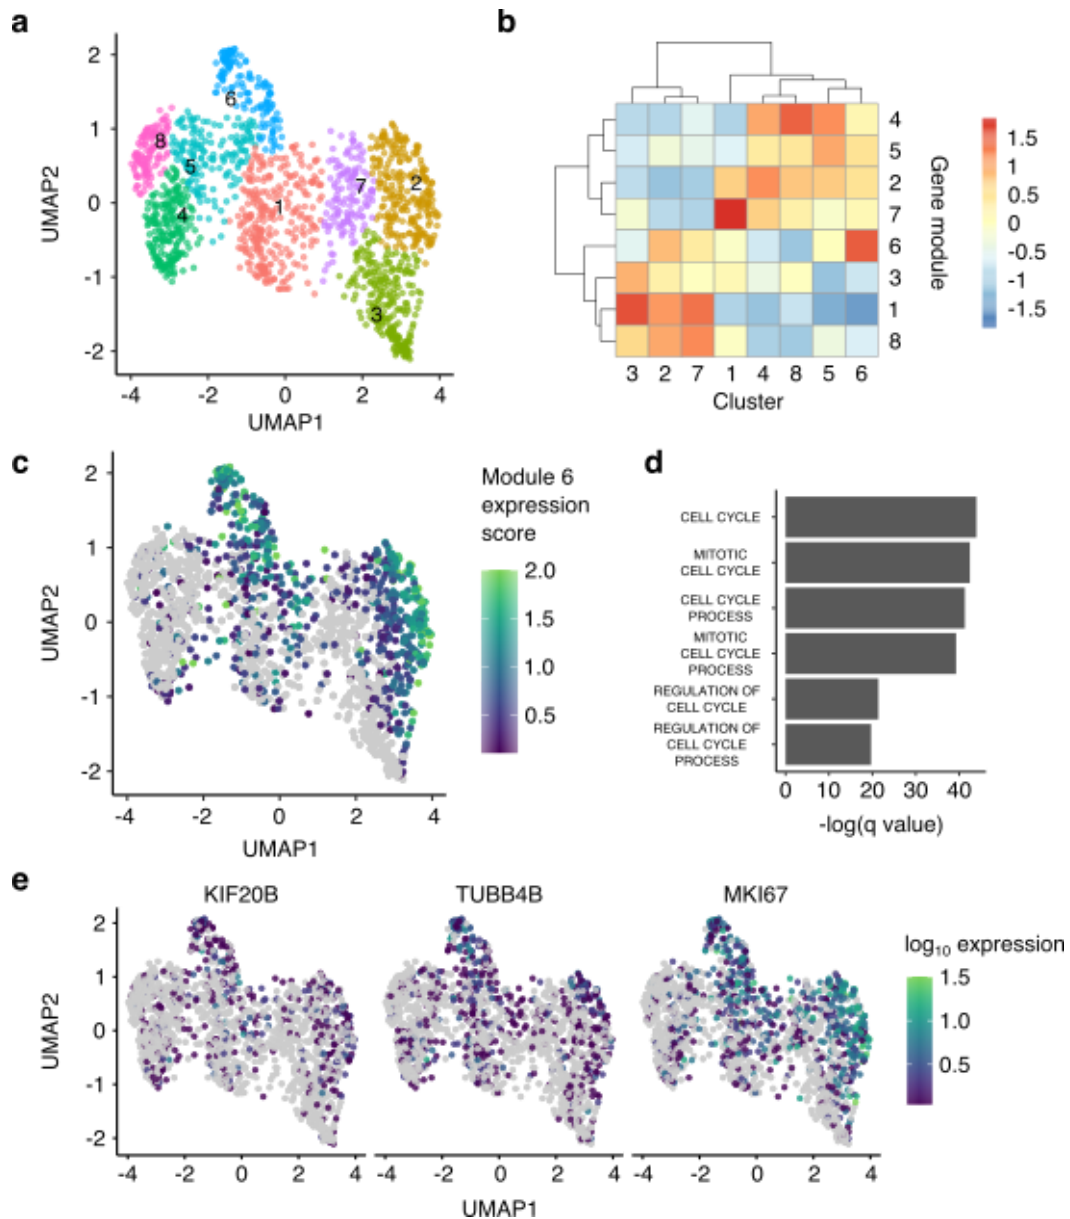 a
2
1
0
-1
-2
UMAP2
-4
-2
0
2
4
UMAP1
1
2
3
4
5
6
7
8
b
4
5
2
7
6
3
1
8
Gene module
3 2 7 1 4 8 5 6
Cluster
1.5
1
0.5
0
-0.5
-1
-1.5
c
2
1
0
-1
-2
UMAP2
-4 -2 0 2 4
UMAP1
Module 6
expression
score
2.0
1.5
1.0
0.5
d
CELL CYCLE
MITOTIC
CELL CYCLE
CELL CYCLE
PROCESS
MITOTIC
CELL CYCLE
PROCESS
REGULATION OF
CELL CYCLE
REGULATION OF
CELL CYCLE
PROCESS
0 10 20 30 40
-log(q value)
e
KIF20B TUBB4B MKI67
2
1
0
-1
-2
UMAP2
-4 -2 0 2 4 -4 -2 0 2 4 -4 -2 0 2 4
UMAP1
log₁₀ expression
1.5
1.0
0.5